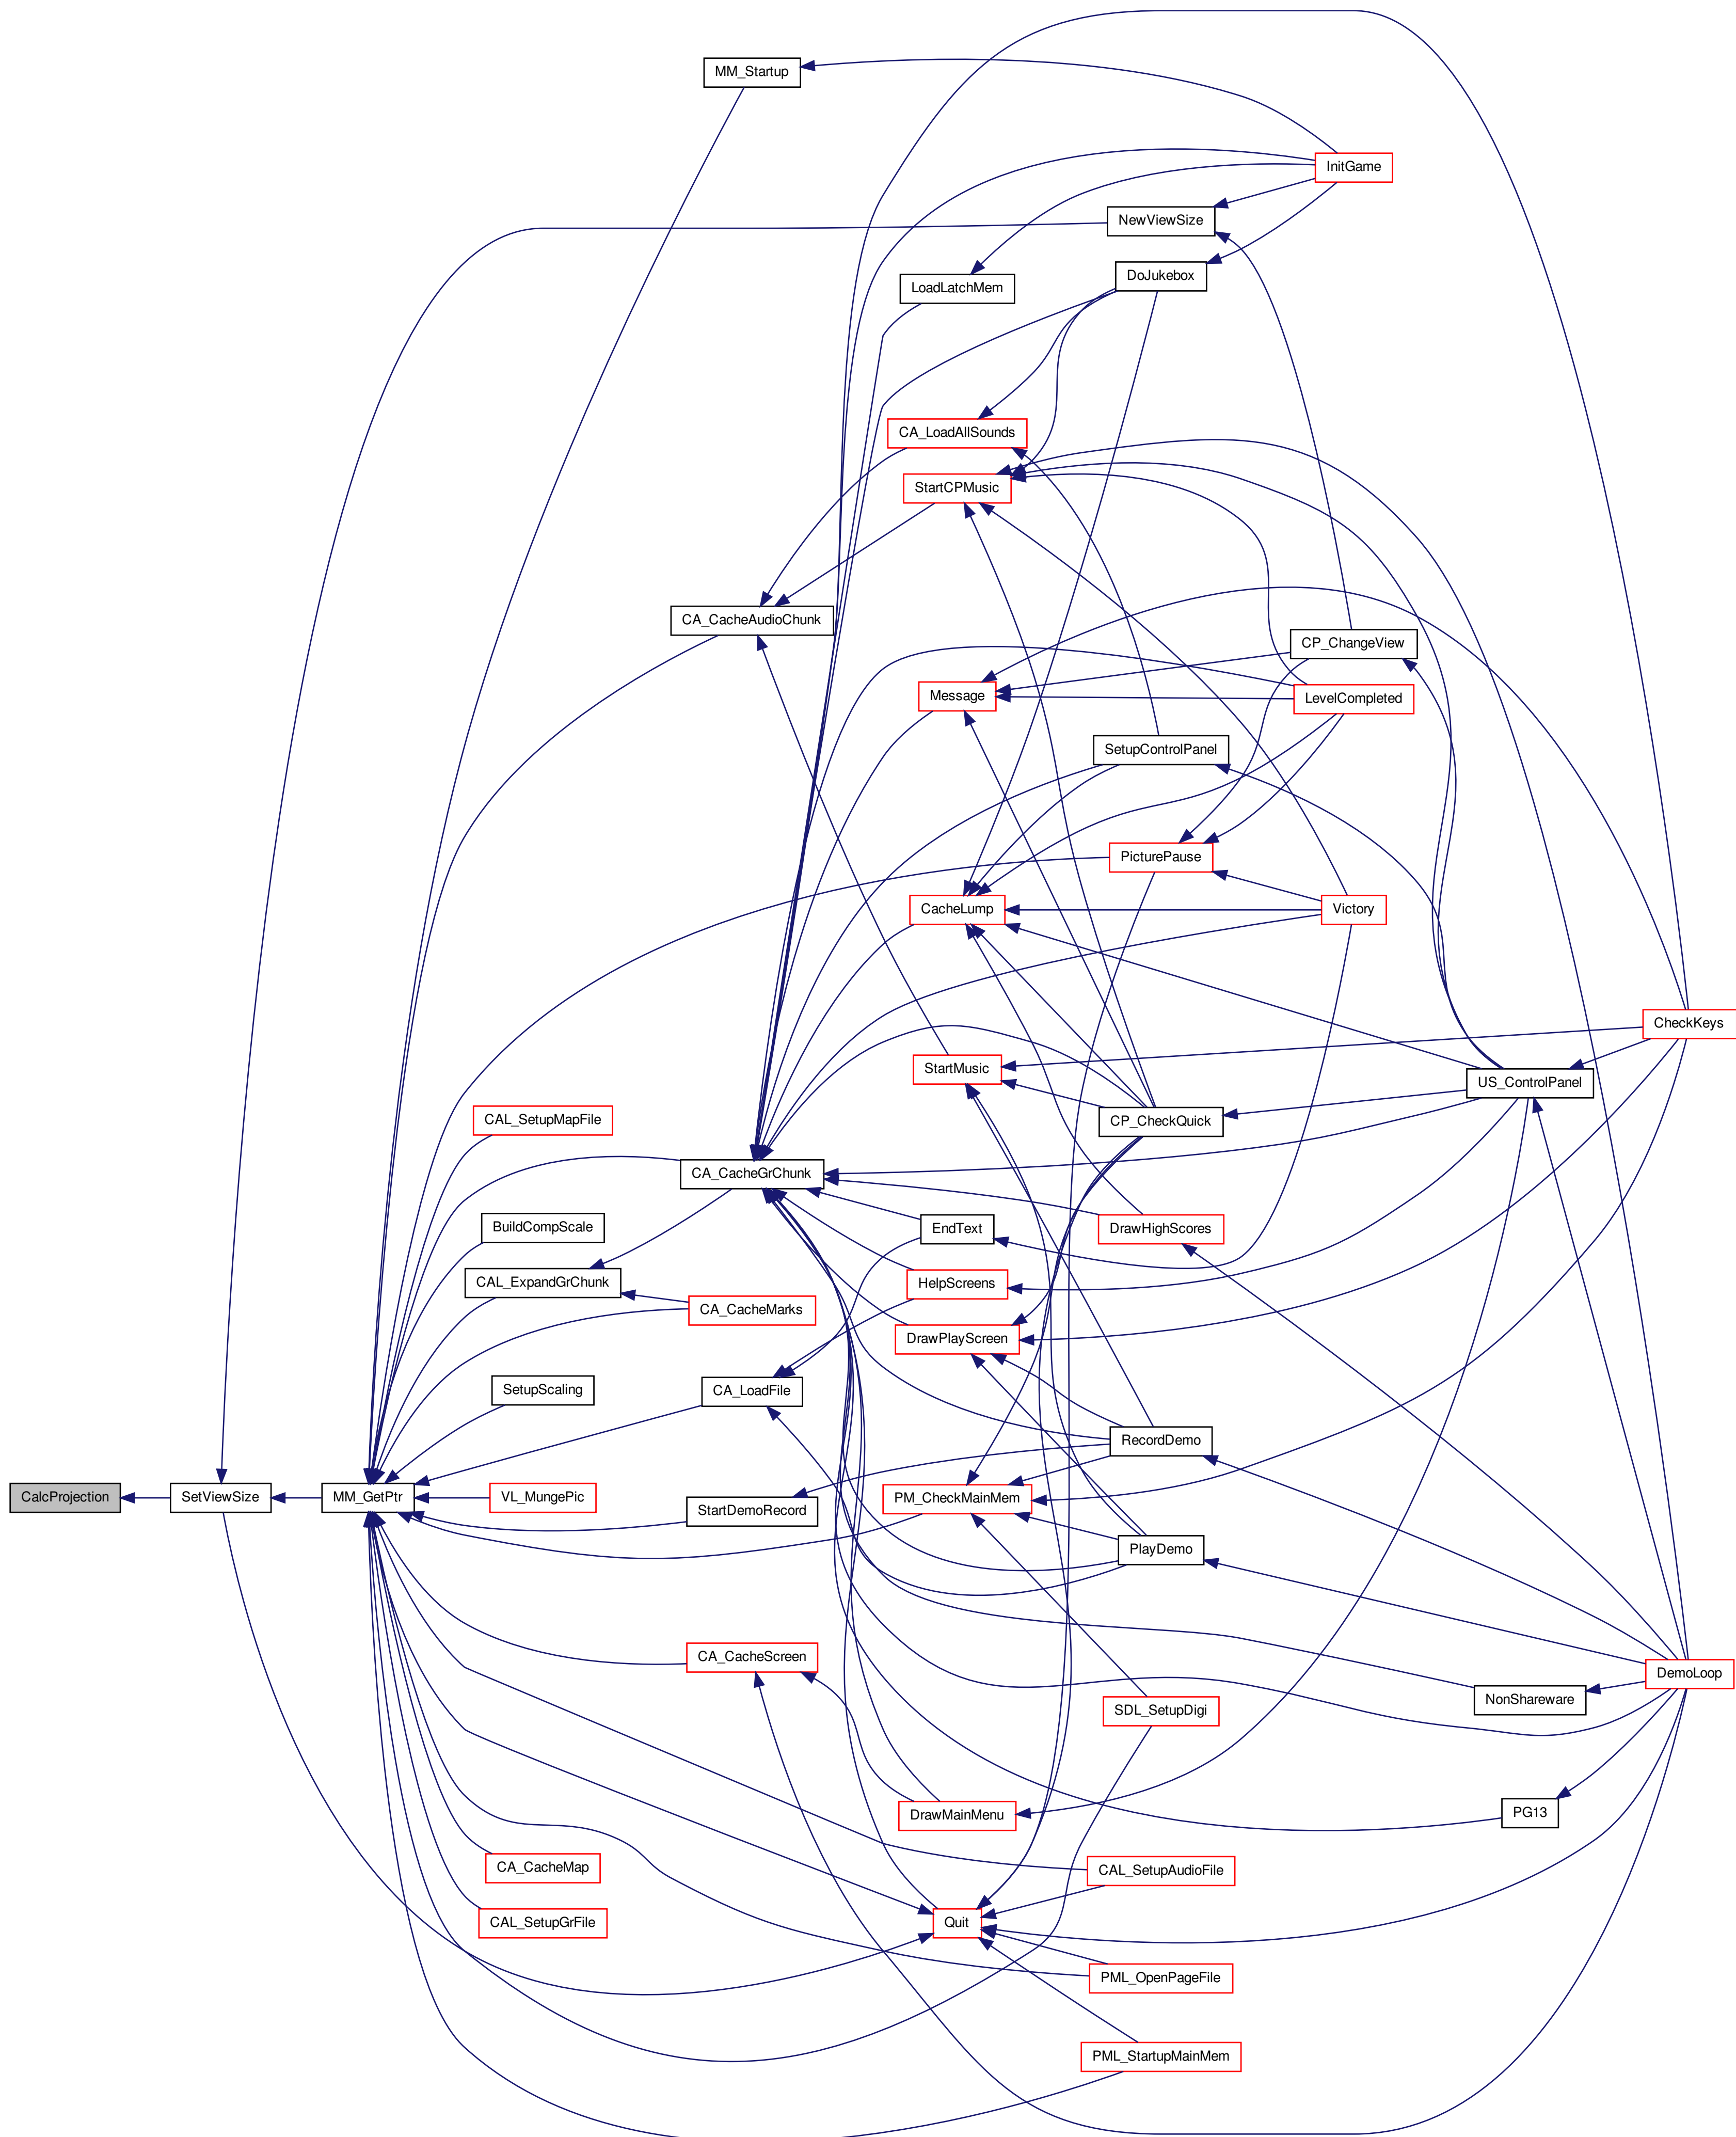 MM_Startup
InitGame
NewViewSize
DoJukebox
LoadLatchMem
CA_LoadAllSounds
StartCPMusic
CA_CacheAudioChunk
CP_ChangeView
Message
LevelCompleted
SetupControlPanel
PicturePause
CacheLump
Victory
CheckKeys
StartMusic
US_ControlPanel
CAL_SetupMapFile
CP_CheckQuick
CA_CacheGrChunk
BuildCompScale
EndText
DrawHighScores
CAL_ExpandGrChunk
HelpScreens
CA_CacheMarks
DrawPlayScreen
SetupScaling
CA_LoadFile
RecordDemo
CalcProjection
SetViewSize
MM_GetPtr
VL_MungePic
PM_CheckMainMem
StartDemoRecord
PlayDemo
CA_CacheScreen
DemoLoop
NonShareware
SDL_SetupDigi
DrawMainMenu
PG13
CA_CacheMap
CAL_SetupAudioFile
CAL_SetupGrFile
Quit
PML_OpenPageFile
PML_StartupMainMem